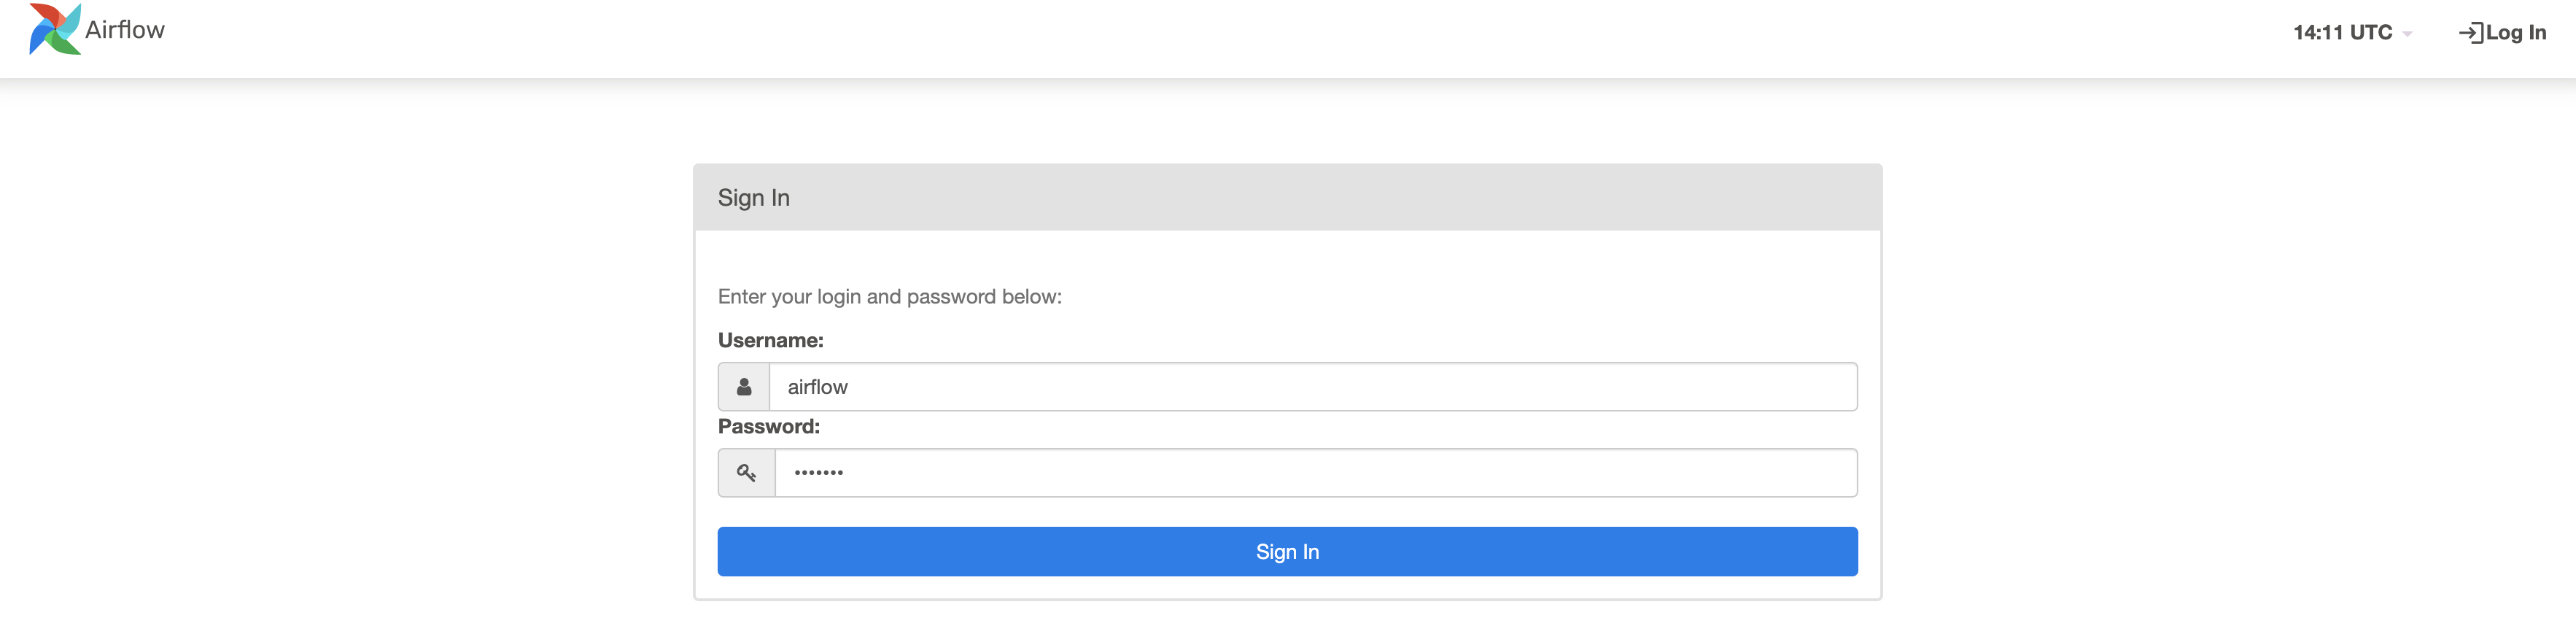 Airflow
14:11 UTC
Log In
Sign In
Enter your login and password below:
Username:
airflow
Password:
•••••••
Sign In